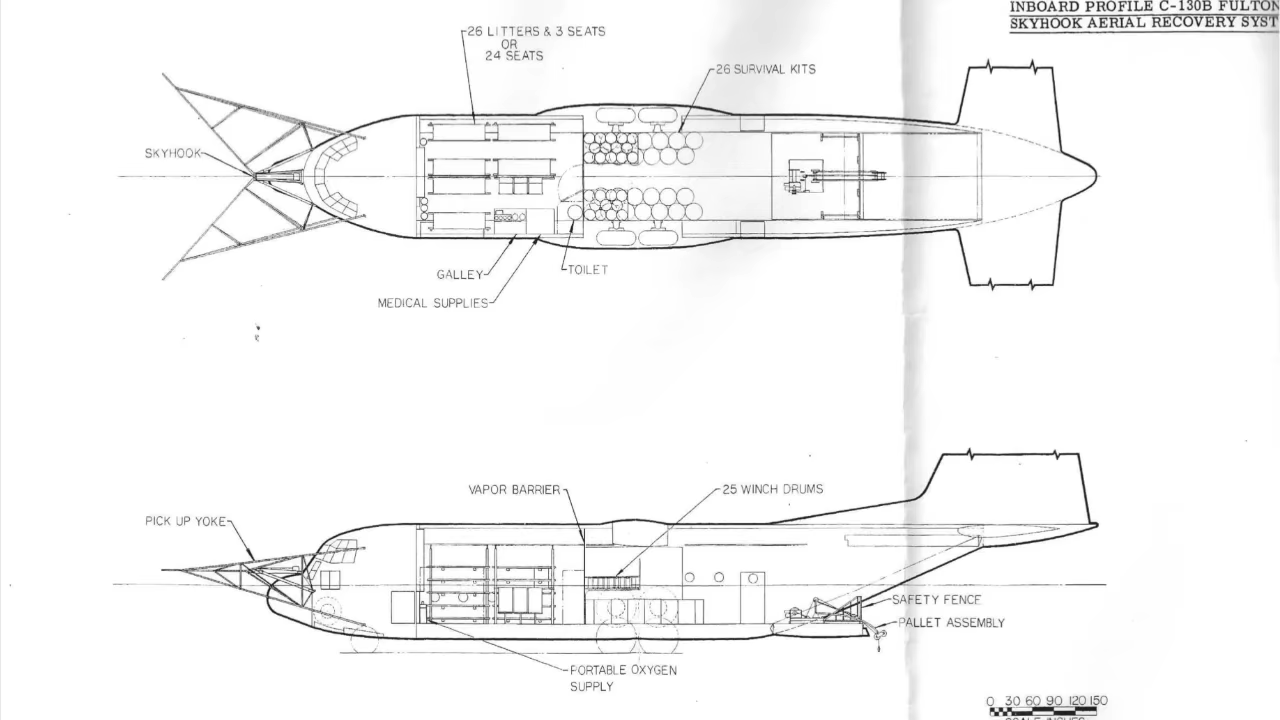 INBOARD PROFILE C-130B FULTON
SKYHOOK AERIAL RECOVERY SYST
26 LITTERS & 3 SEATS
OR
24 SEATS
26 SURVIVAL KITS
SKYHOOK
GALLEY
TOILET
MEDICAL SUPPLIES
VAPOR BARRIER
25 WINCH DRUMS
PICK UP YOKE
SAFETY FENCE
PALLET ASSEMBLY
PORTABLE OXYGEN
SUPPLY
0 30 60 90 120 150
SCALE INCHES